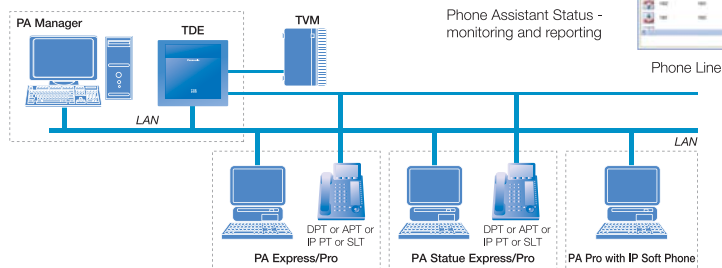 PA Manager
TDE
TVM
Phone Assistant Status -
monitoring and reporting
Phone Line
LAN
LAN
DPT or APT or
IP PT or SLT
PA Express/Pro
DPT or APT or
IP PT or SLT
PA Statue Express/Pro
PA Pro with IP Soft Phone